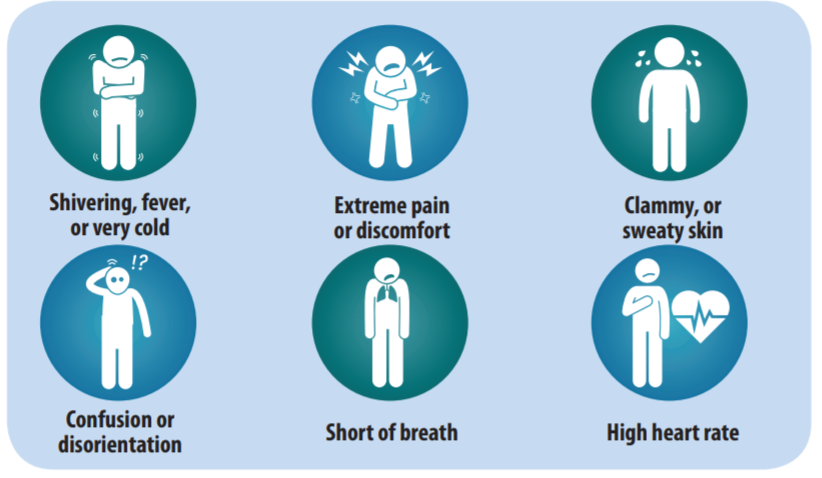 Shivering, fever,
or very cold
Extreme pain
or discomfort
Clammy, or
sweaty skin
!?
Confusion or
disorientation
Short of breath
High heart rate